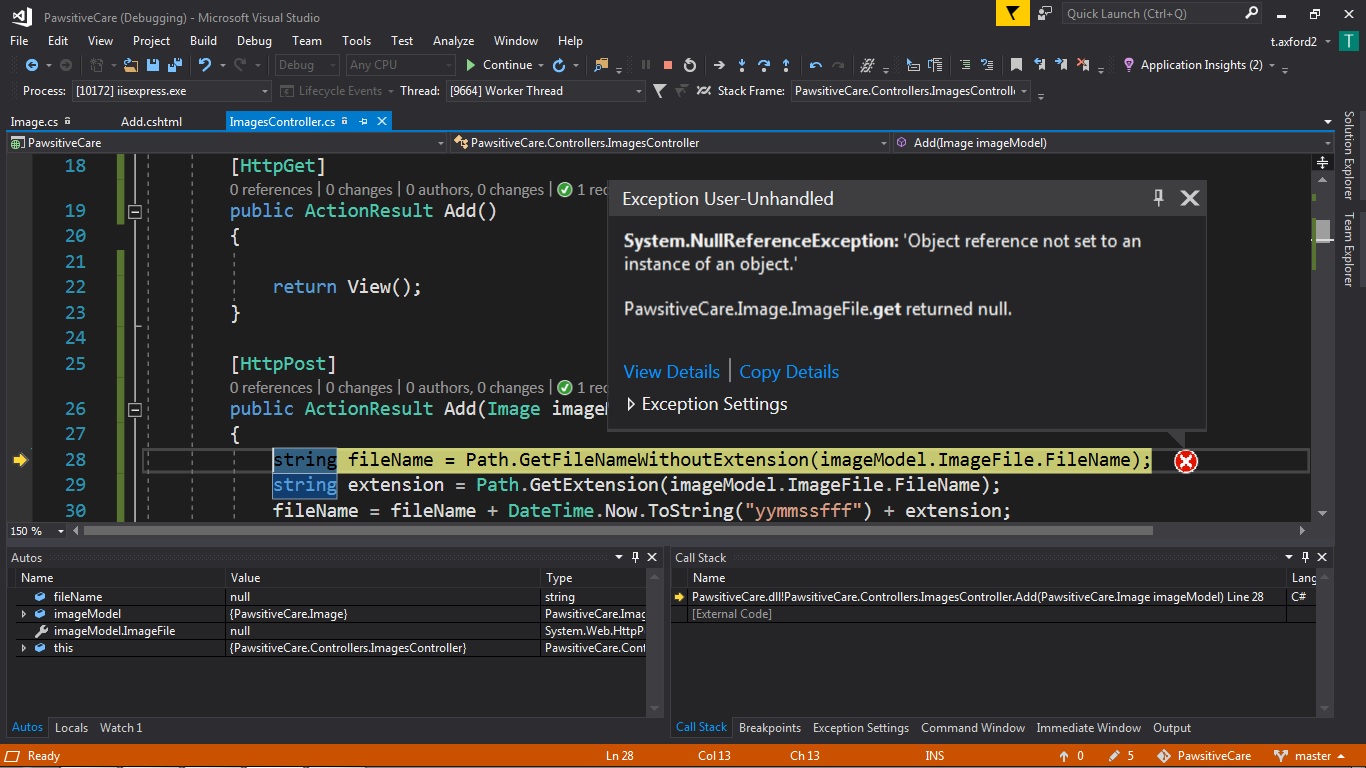 PawsitiveCare (Debugging) - Microsoft Visual Studio
Quick Launch (Ctrl+Q)
File Edit View Project Build Debug Team Tools Test Analyze Window Help
t.axford2 T
Debug Any CPU Continue Application Insights (2)
Process: [10172] iisexpress.exe Lifecycle Events Thread: [9664] Worker Thread Stack Frame: PawsitiveCare.Controllers.ImagesControll
Image.cs Add.cshtml ImagesController.cs
PawsitiveCare PawsitiveCare.Controllers.ImagesController Add(Image imageModel)
18 [HttpGet]
0 references | 0 changes | 0 authors, 0 changes | 1 rec
19 public ActionResult Add()
20 {
21
22 return View();
23 }
24
25 [HttpPost]
0 references | 0 changes | 0 authors, 0 changes | 1 rec
26 public ActionResult Add(Image image
27 {
28 string fileName = Path.GetFileNameWithoutExtension(imageModel.ImageFile.FileName);
29 string extension = Path.GetExtension(imageModel.ImageFile.FileName);
30 fileName = fileName + DateTime.Now.ToString("yymmssfff") + extension;
Exception User-Unhandled
System.NullReferenceException: 'Object reference not set to an
instance of an object.'
PawsitiveCare.Image.ImageFile.get returned null.
View Details | Copy Details
Exception Settings
Solution Explorer
Team Explorer
150 %
Autos
Name Value Type
fileName null string
imageModel {PawsitiveCare.Image} PawsitiveCare.Imag
imageModel.ImageFile null System.Web.HttpP
this {PawsitiveCare.Controllers.ImagesController} PawsitiveCare.Cont
Autos Locals Watch 1
Call Stack
Name Lang
PawsitiveCare.dll!PawsitiveCare.Controllers.ImagesController.Add(PawsitiveCare.Image imageModel) Line 28 C#
[External Code]
Call Stack Breakpoints Exception Settings Command Window Immediate Window Output
Ready Ln 28 Col 13 Ch 13 INS 0 5 PawsitiveCare master